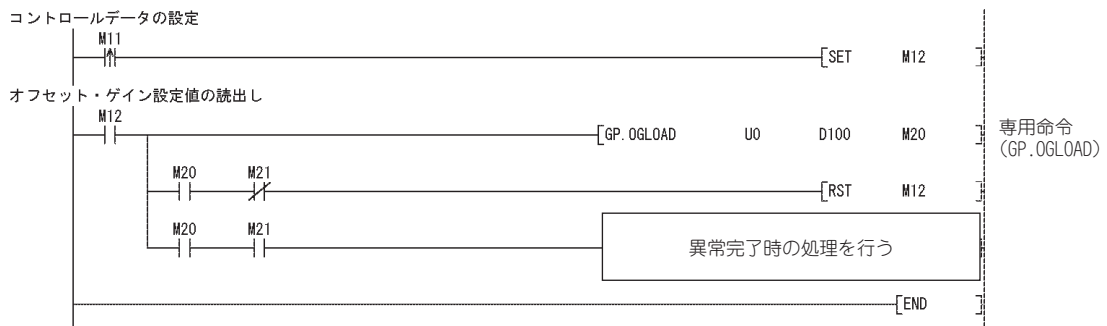 コントロールデータの設定
M11
SET M12
オフセット・ゲイン設定値の読出し
M12
GP.OGLOAD U0 D100 M20
専用命令
(GP.OGLOAD)
M20 M21
RST M12
M20 M21
異常完了時の処理を行う
END